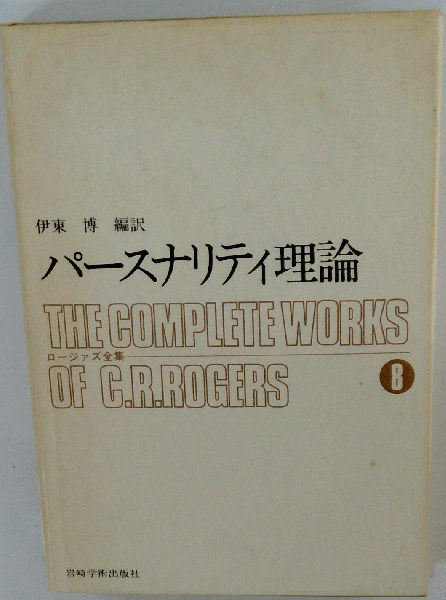 伊東 博 編訳
パースナリティ理論
THE COMPLETE WORKS
ロージァズ全集
OF C.R.ROGERS
8
岩崎学術出版社